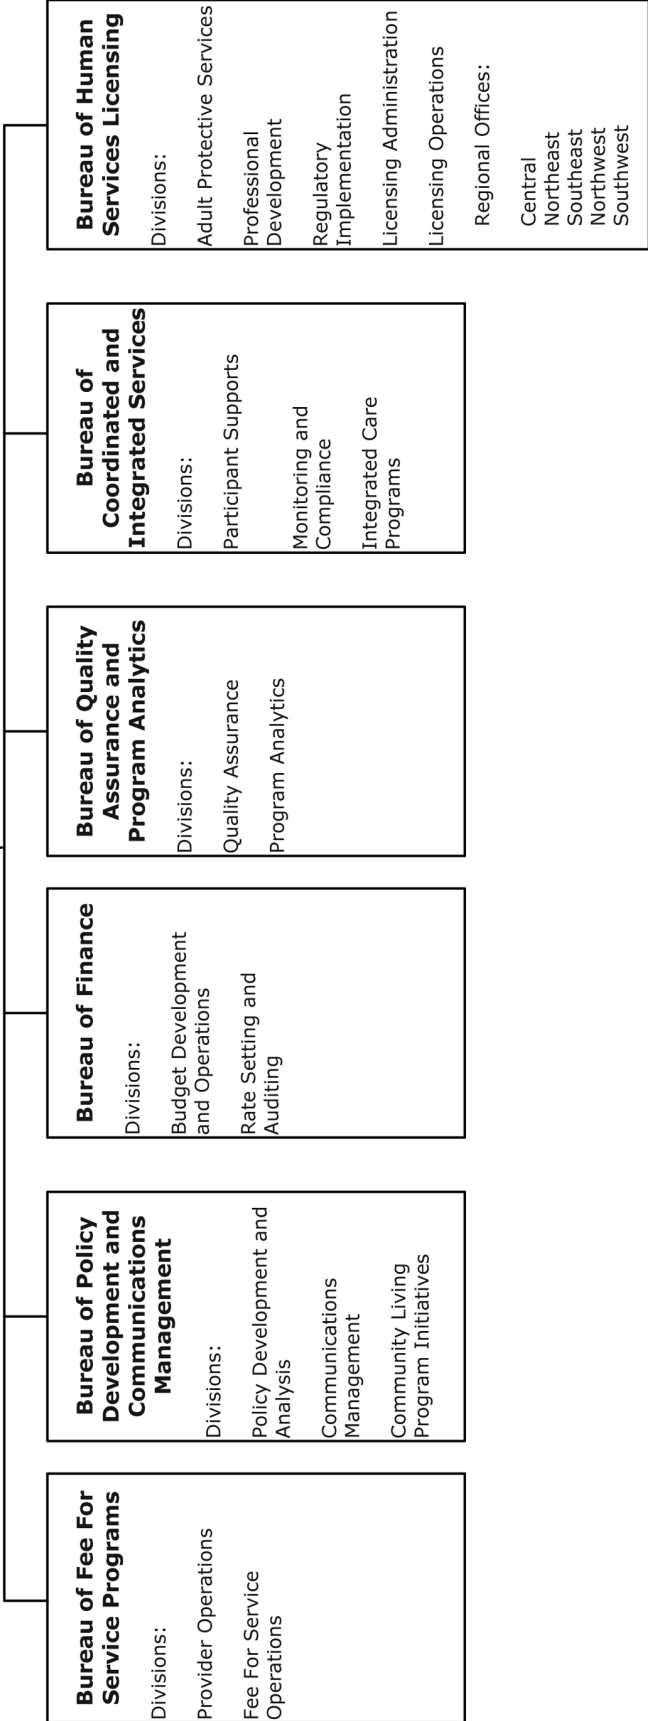 Bureau of Fee For
Service Programs
Divisions:
Provider Operations
Fee For Service
Operations
Bureau of Policy
Development and
Communications
Management
Divisions:
Policy Development and
Analysis
Communications
Management
Community Living
Program Initiatives
Bureau of Finance
Divisions:
Budget Development
and Operations
Rate Setting and
Auditing
Bureau of Quality
Assurance and
Program Analytics
Divisions:
Quality Assurance
Program Analytics
Bureau of
Coordinated and
Integrated Services
Divisions:
Participant Supports
Monitoring and
Compliance
Integrated Care
Programs
Bureau of Human
Services Licensing
Divisions:
Adult Protective Services
Professional
Development
Regulatory
Implementation
Licensing Administration
Licensing Operations
Regional Offices:
Central
Northeast
Southeast
Northwest
Southwest